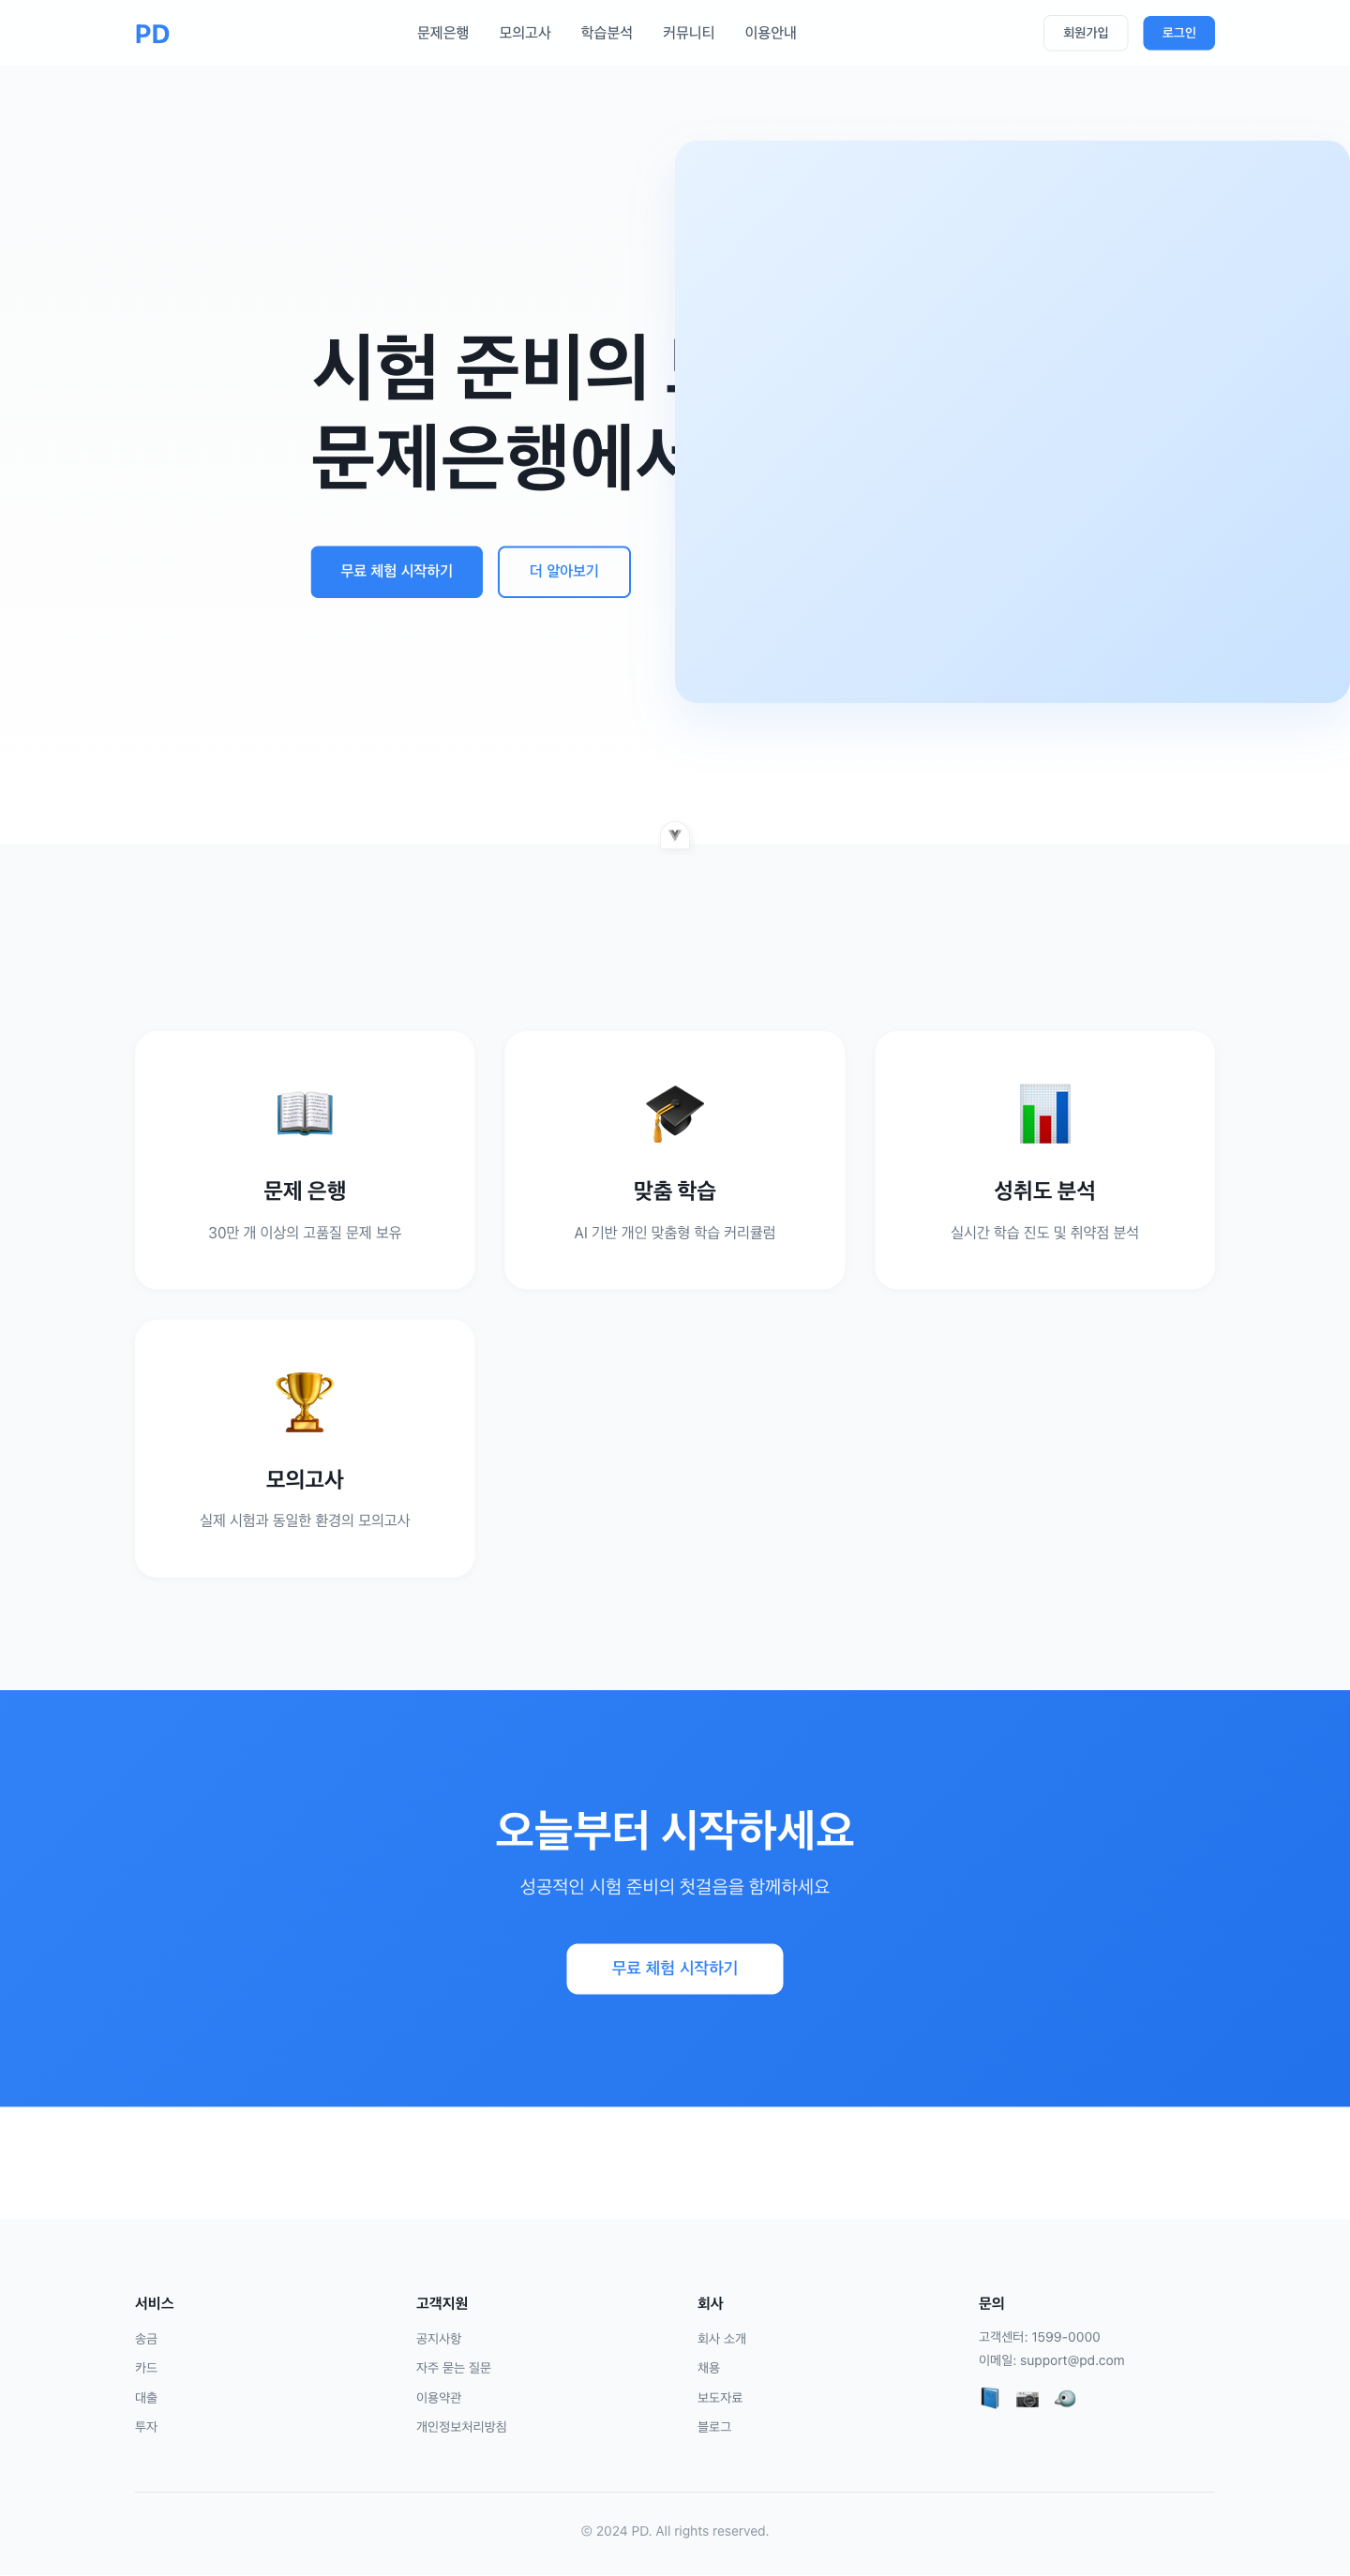 PD
문제은행
모의고사
학습분석
커뮤니티
이용안내
회원가입
로그인
시험 준비의
문제은행에서
무료 체험 시작하기
더 알아보기
문제 은행
30만 개 이상의 고품질 문제 보유
맞춤 학습
AI 기반 개인 맞춤형 학습 커리큘럼
성취도 분석
실시간 학습 진도 및 취약점 분석
모의고사
실제 시험과 동일한 환경의 모의고사
오늘부터 시작하세요
성공적인 시험 준비의 첫걸음을 함께하세요
무료 체험 시작하기
서비스
송금
카드
대출
투자
고객지원
공지사항
자주 묻는 질문
이용약관
개인정보처리방침
회사
회사 소개
채용
보도자료
블로그
문의
고객센터: 1599-0000
이메일: support@pd.com
© 2024 PD. All rights reserved.